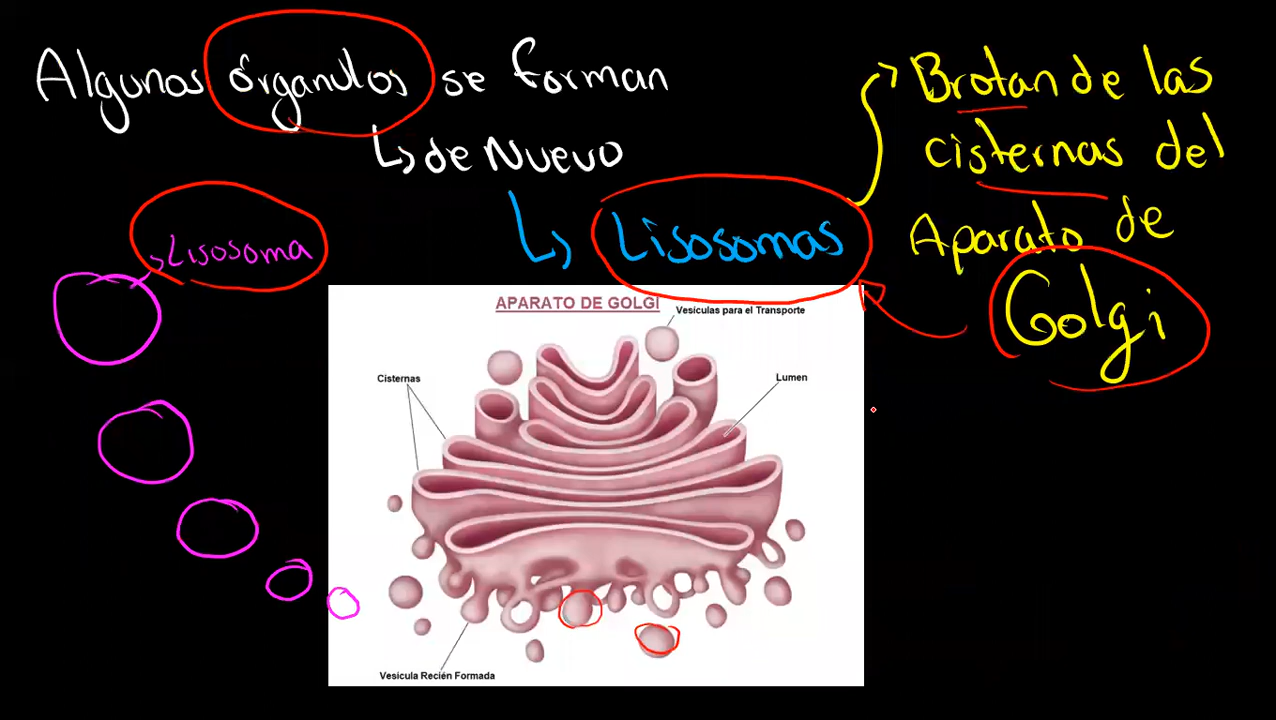 Algunos órganulos se forman
↳ de Nuevo
↳ Lisosomas
Brotan de las
cisternas del
Aparato de
Golgi
Lisosoma
APARATO DE GOLGI
Vesículas para el Transporte
Cisternas
Lumen
Vesícula Recién Formada